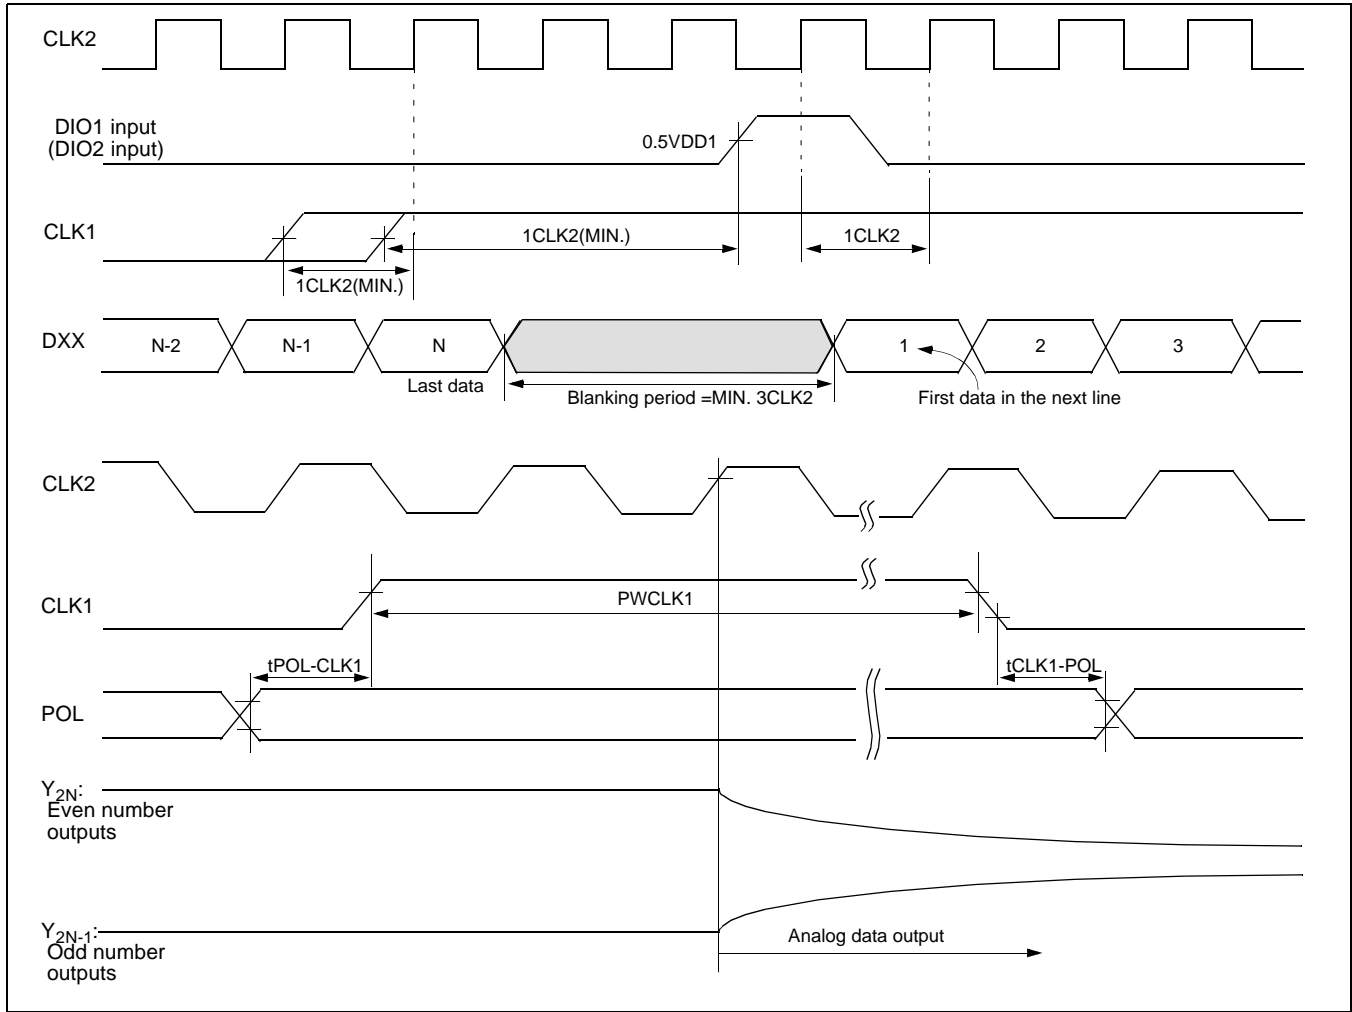 CLK2
DIO1 input
(DIO2 input)
0.5VDD1
CLK1
1CLK2(MIN.)
1CLK2
1CLK2(MIN.)
DXX
N-2
N-1
N
1
2
3
Last data
Blanking period =MIN. 3CLK2
First data in the next line
CLK2
CLK1
PWCLK1
tPOL-CLK1
tCLK1-POL
POL
Y2N:
Even number
outputs
Y2N-1:
Odd number
outputs
Analog data output